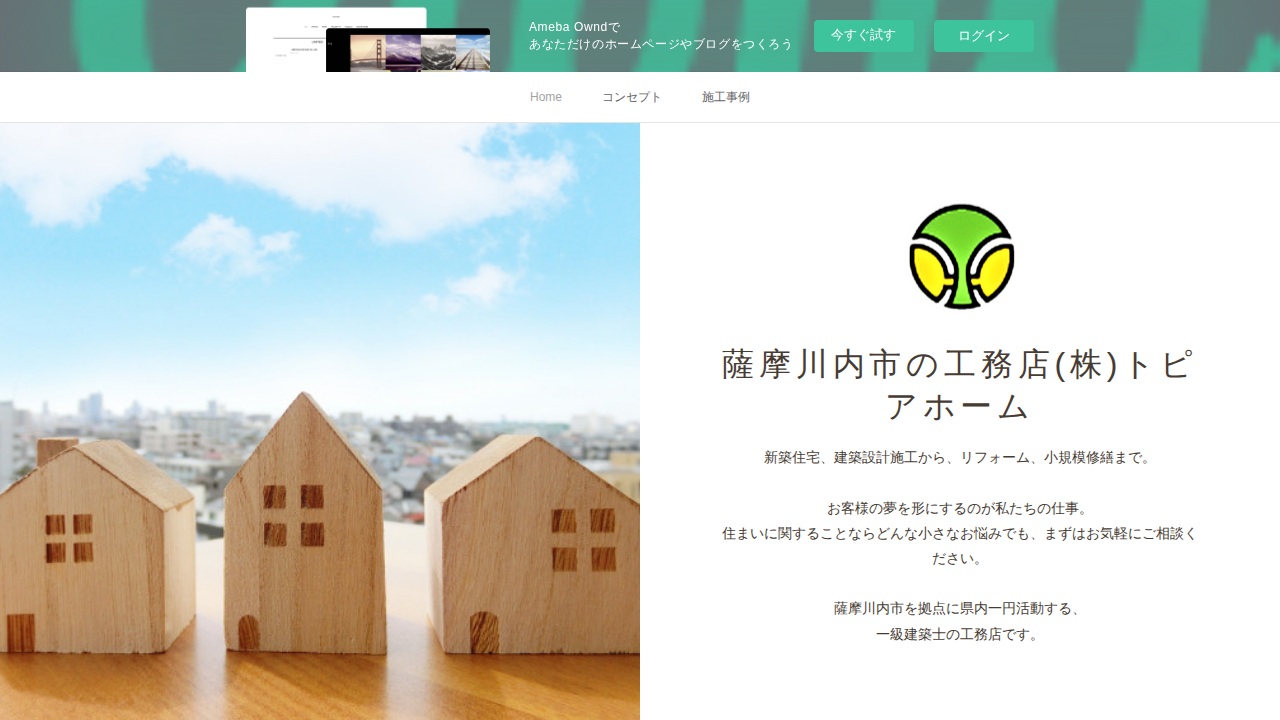 Ameba Owndで
あなただけのホームページやブログをつくろう
今すぐ試す
ログイン
Home
コンセプト
施工事例
薩摩川内市の工務店(株)トピ
アホーム
新築住宅、建築設計施工から、リフォーム、小規模修繕まで。
お客様の夢を形にするのが私たちの仕事。
住まいに関することならどんな小さなお悩みでも、まずはお気軽にご相談く
ださい。
薩摩川内市を拠点に県内一円活動する、
一級建築士の工務店です。